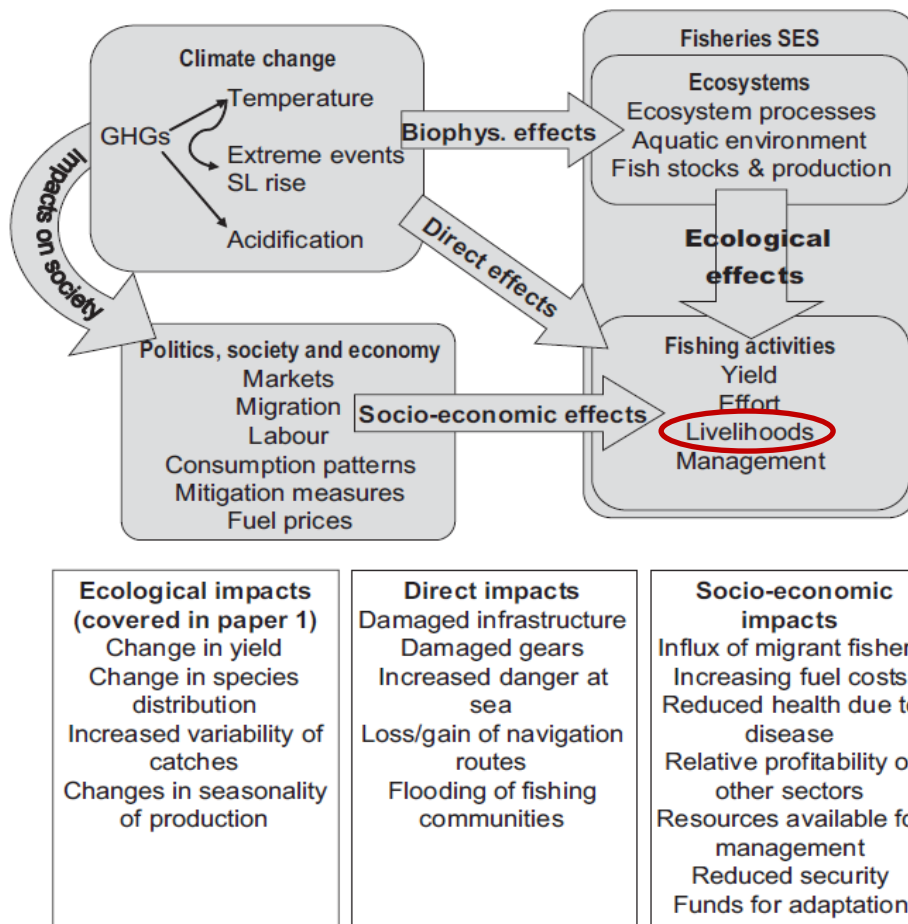 Climate change
Temperature
GHGs
Extreme events
SL rise
Acidification
Impacts on society
Biophys. effects
Direct effects
Fisheries SES
Ecosystems
Ecosystem processes
Aquatic environment
Fish stocks & production
Ecological
effects
Politics, society and economy
Markets
Migration
Labour
Consumption patterns
Mitigation measures
Fuel prices
Socio-economic effects
Fishing activities
Yield
Effort
Livelihoods
Management
Ecological impacts
(covered in paper 1)
Change in yield
Change in species
distribution
Increased variability of
catches
Changes in seasonality
of production
Direct impacts
Damaged infrastructure
Damaged gears
Increased danger at
sea
Loss/gain of navigation
routes
Flooding of fishing
communities
Socio-economic
impacts
Influx of migrant fisher
Increasing fuel costs
Reduced health due t
disease
Relative profitability o
other sectors
Resources available fo
management
Reduced security
Funds for adaptation